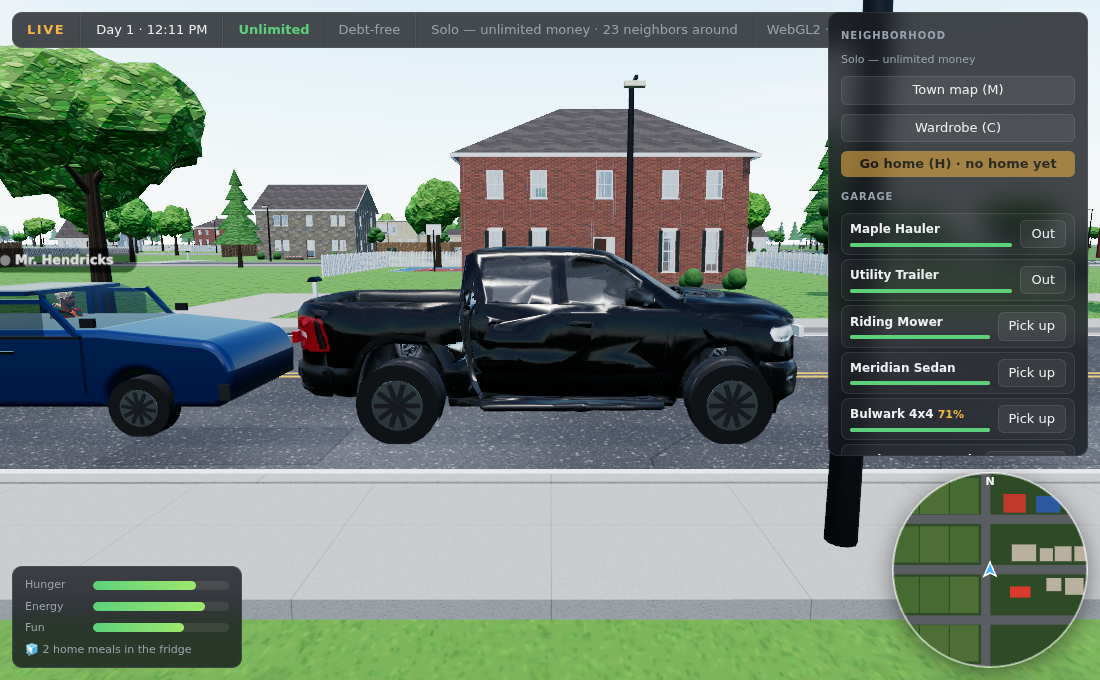 LIVE
Day 1 · 12:11 PM
Unlimited
Debt-free
Solo — unlimited money · 23 neighbors around
WebGL2 ·
NEIGHBORHOOD
Solo — unlimited money
Town map (M)
Wardrobe (C)
Go home (H) · no home yet
GARAGE
Maple Hauler
Out
Utility Trailer
Out
Riding Mower
Pick up
Meridian Sedan
Pick up
Bulwark 4x4 71%
Pick up
Mr. Hendricks
N
Hunger
Energy
Fun
2 home meals in the fridge